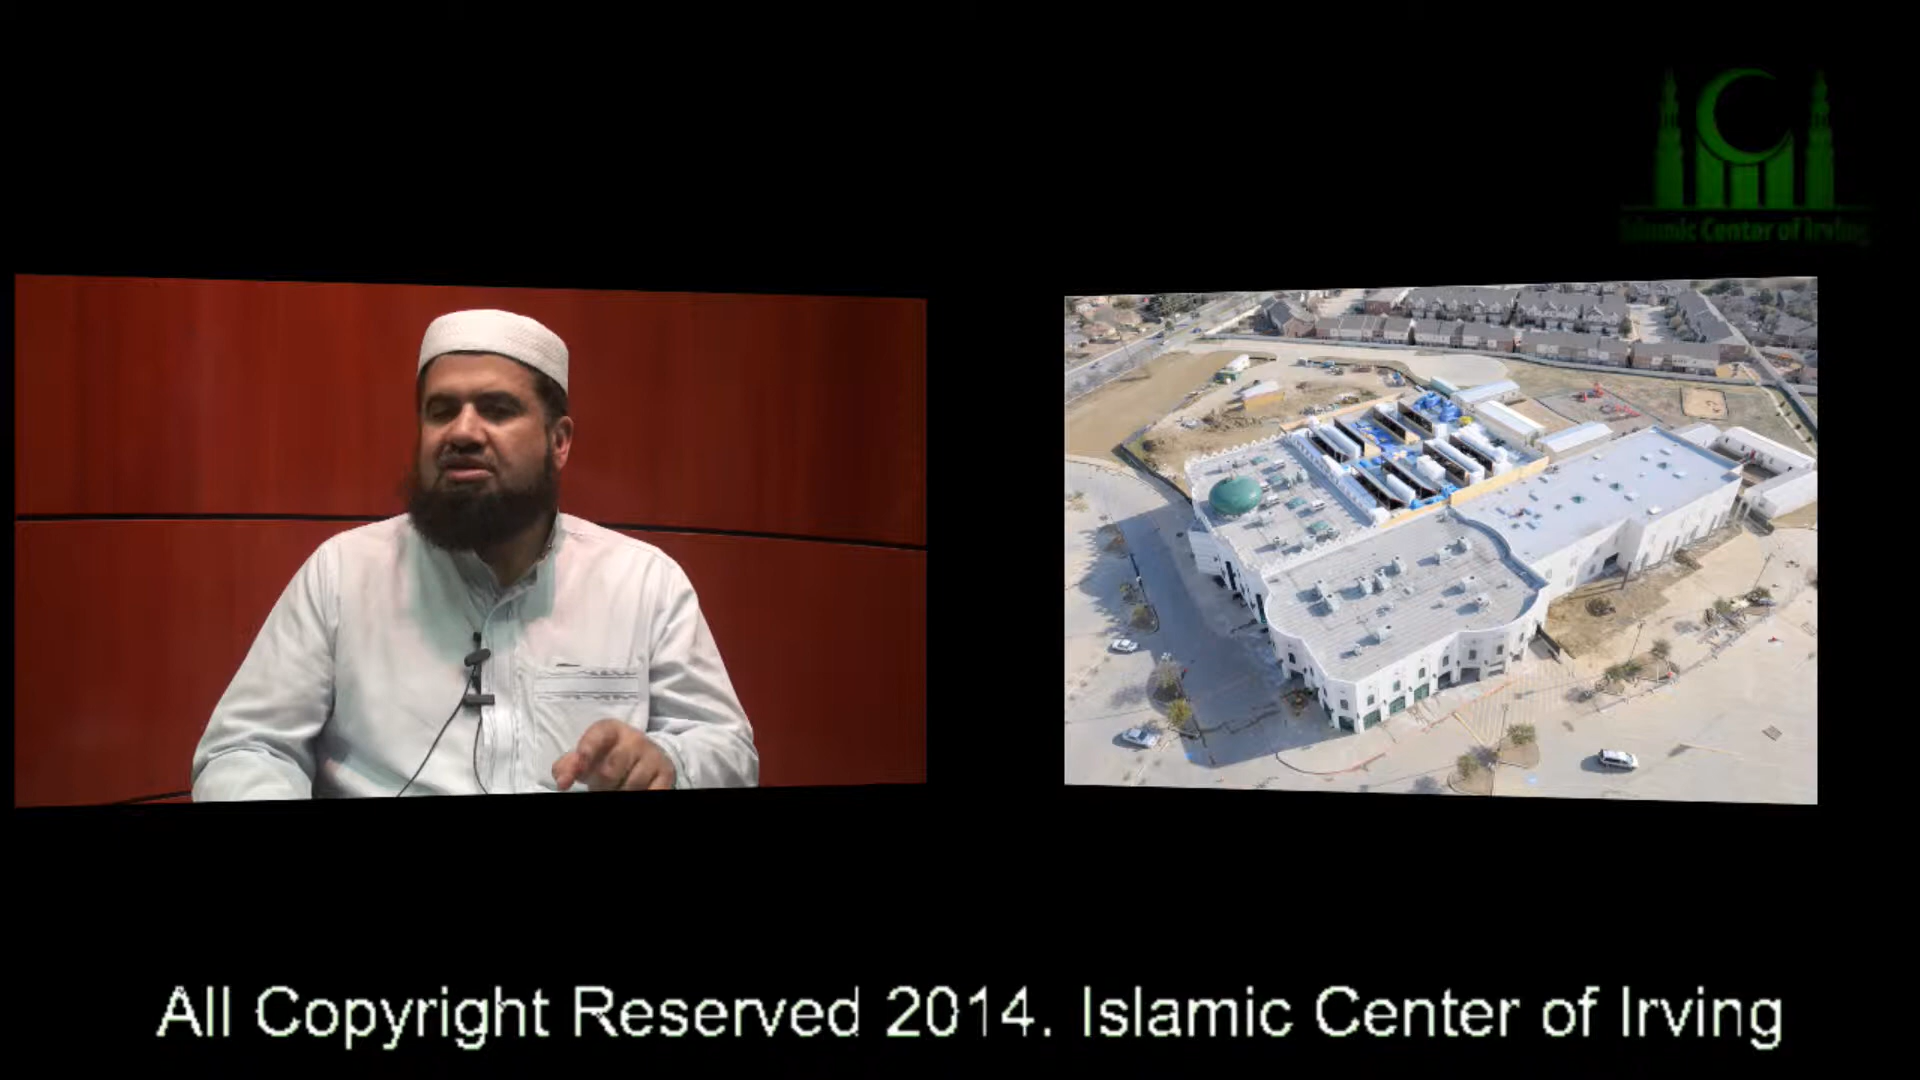 Islamic Center of Irving
All Copyright Reserved 2014. Islamic Center of Irving